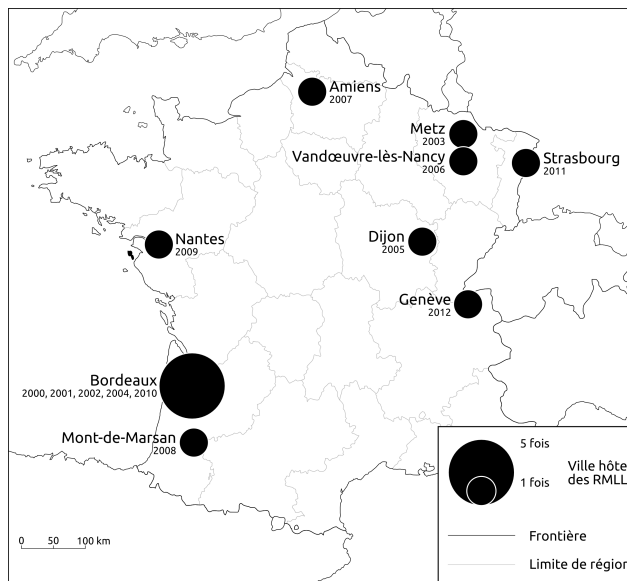 Amiens
2007
Metz
2003
Vandœuvre-lès-Nancy
2006
Strasbourg
2011
Nantes
2009
Dijon
2005
Genève
2012
Bordeaux
2000, 2001, 2002, 2004, 2010
Mont-de-Marsan
2008
5 fois
1 fois
Ville hôte
des RMLL
Frontière
Limite de région
0 50 100 km